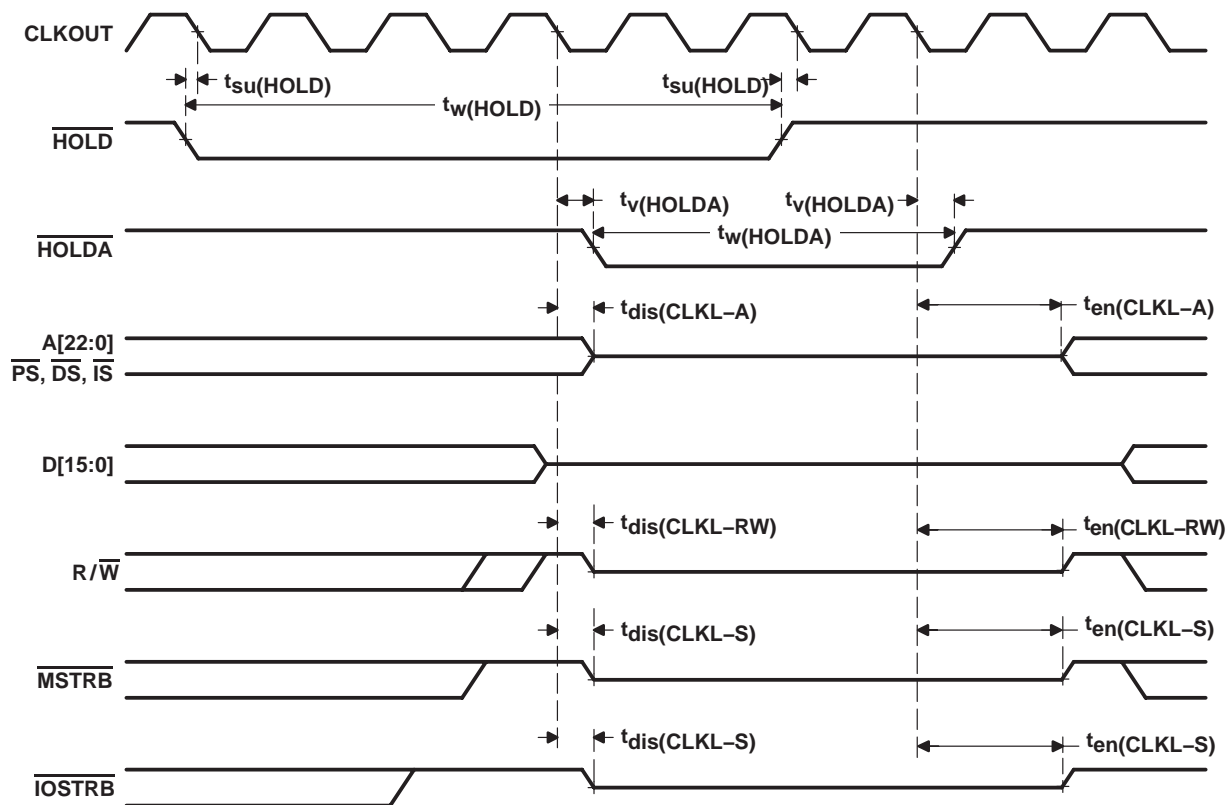 CLKOUT
tsu(HOLD)
tsu(HOLD)
tw(HOLD)
HOLD
tv(HOLDA)
tv(HOLDA)
tw(HOLDA)
HOLDA
tdis(CLKL–A)
ten(CLKL–A)
A[22:0]
PS, DS, IS
D[15:0]
tdis(CLKL–RW)
ten(CLKL–RW)
R/W
tdis(CLKL–S)
ten(CLKL–S)
MSTRB
tdis(CLKL–S)
ten(CLKL–S)
IOSTRB